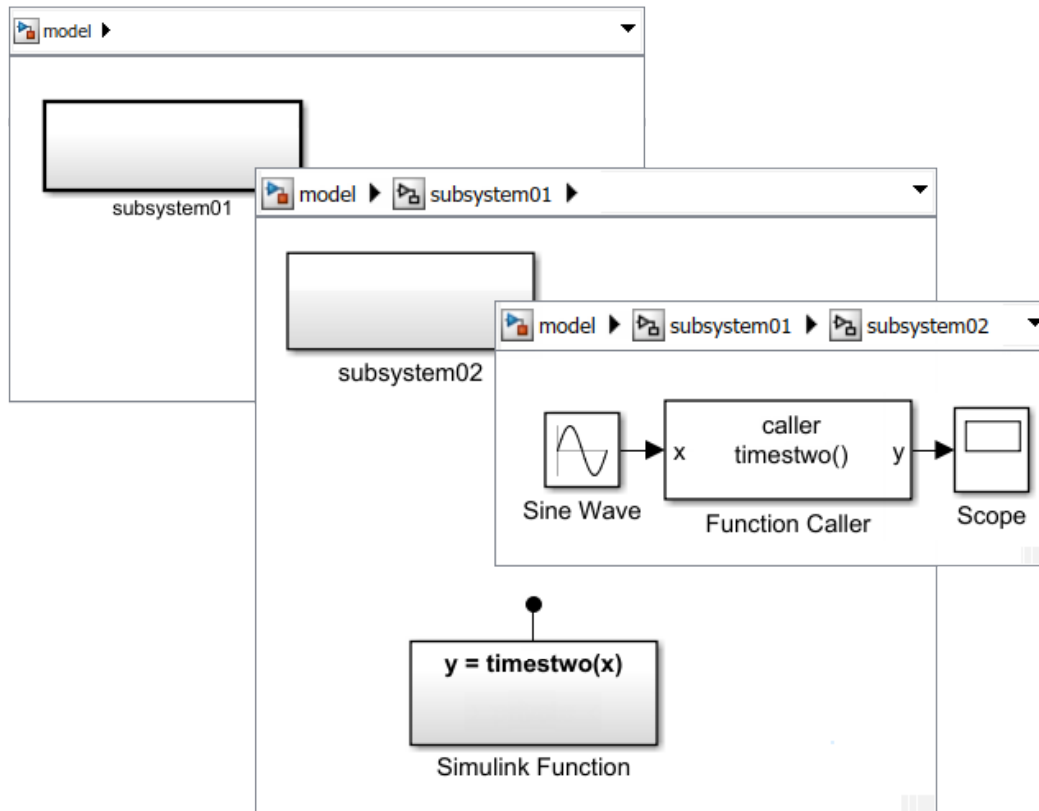 model
subsystem01
model subsystem01
subsystem02
model subsystem01 subsystem02
caller
x timestwo() y
Sine Wave
Function Caller
Scope
y = timestwo(x)
Simulink Function